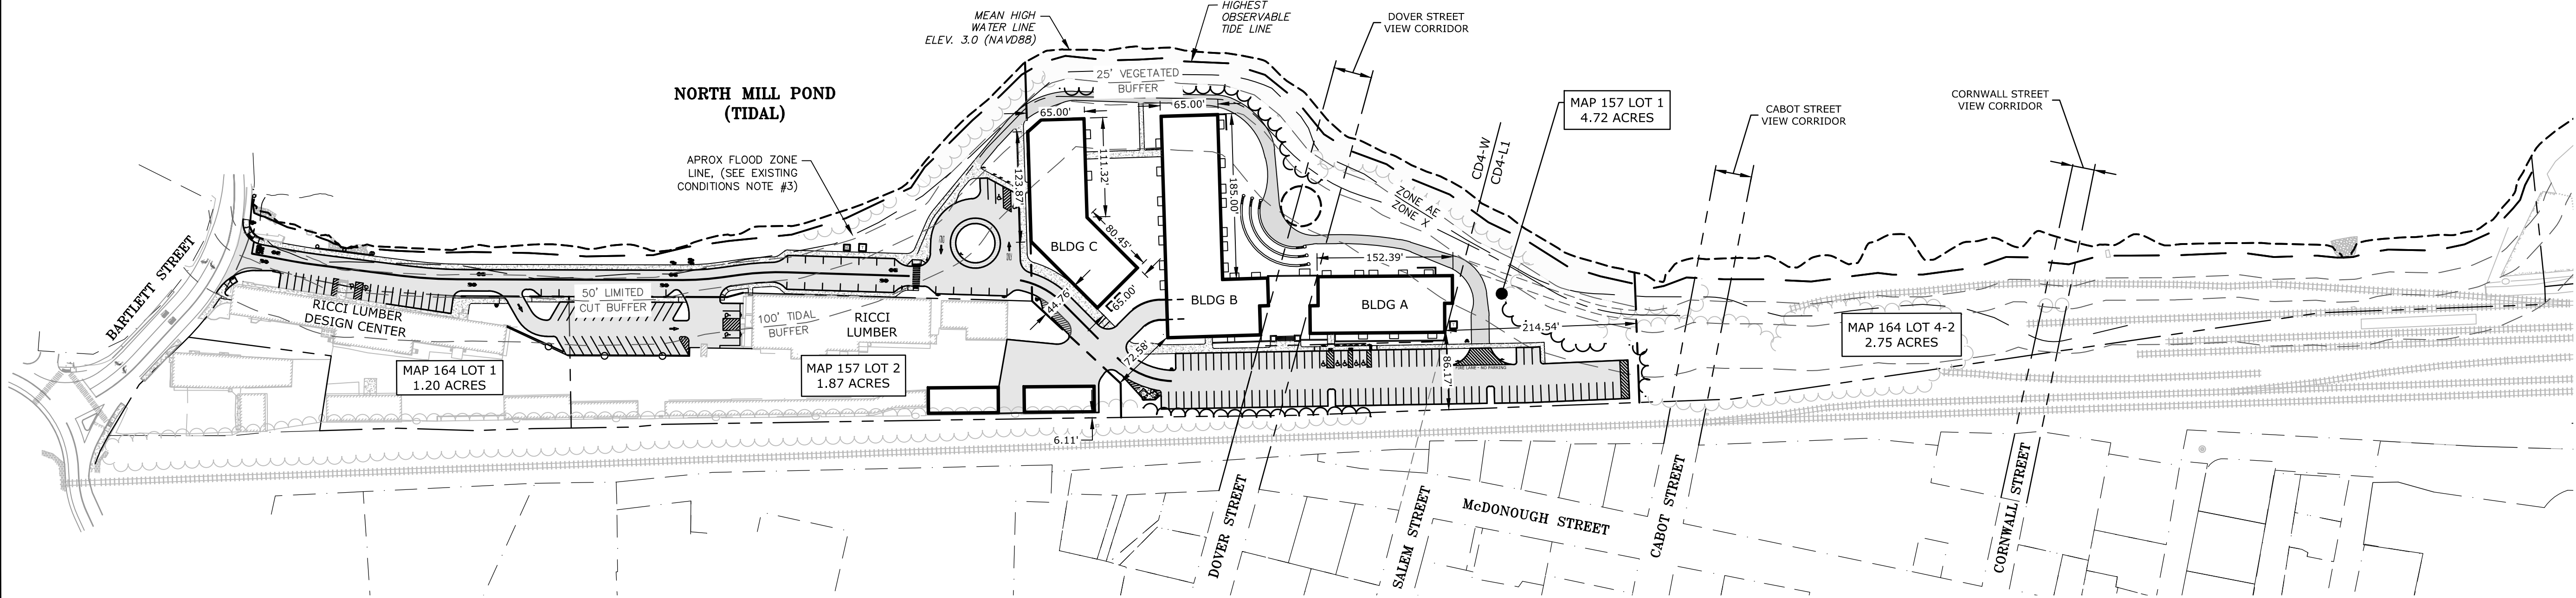 MEAN HIGH
WATER LINE
ELEV. 3.0 (NAVD88)
HIGHEST
OBSERVABLE
TIDE LINE
DOVER STREET
VIEW CORRIDOR
25' VEGETATED
BUFFER
NORTH MILL POND
(TIDAL)
MAP 157 LOT 1
4.72 ACRES
CABOT STREET
VIEW CORRIDOR
CORNWALL STREET
VIEW CORRIDOR
65.00'
65.00'
111.32'
123.87'
185.00'
CD4-W
CD4-L1
APROX FLOOD ZONE
LINE, (SEE EXISTING
CONDITIONS NOTE #3)
ZONE AE
ZONE X
BLDG C
80.45'
152.39'
BARTLETT STREET
50' LIMITED
CUT BUFFER
RICCI LUMBER
DESIGN CENTER
100' TIDAL
BUFFER
RICCI
LUMBER
44.76'
65.00'
BLDG B
BLDG A
214.54'
MAP 164 LOT 4-2
2.75 ACRES
72.58'
86.17'
FIRE LANE - NO PARKING
MAP 164 LOT 1
1.20 ACRES
MAP 157 LOT 2
1.87 ACRES
6.11'
DOVER STREET
SALEM STREET
McDONOUGH STREET
CABOT STREET
CORNWALL STREET